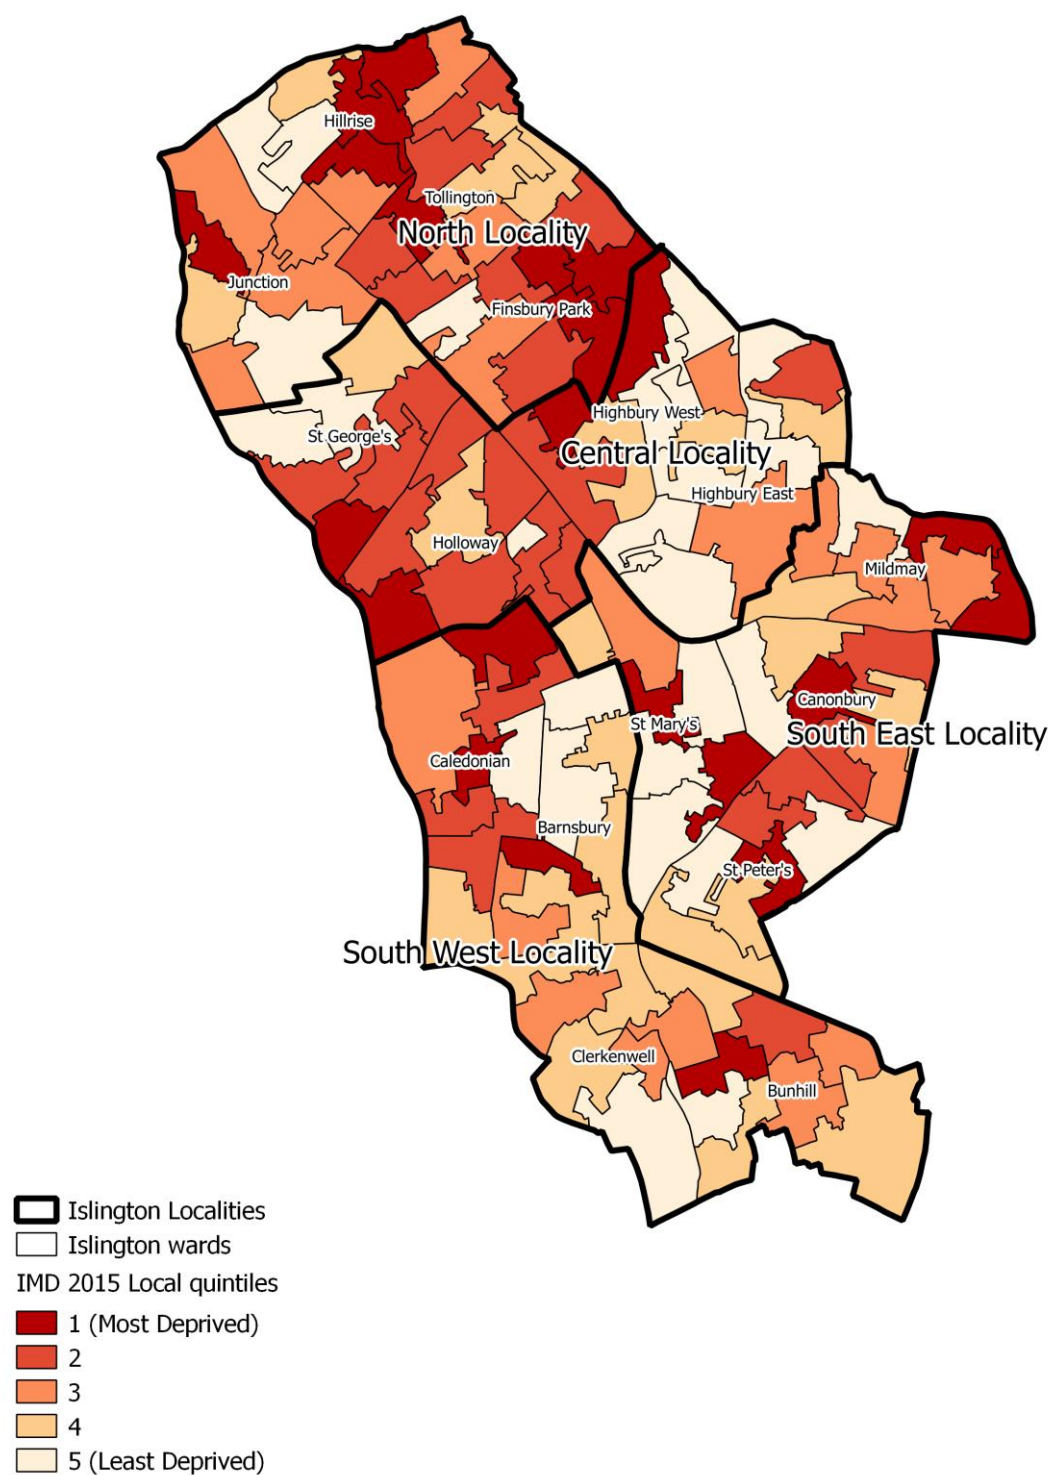 Hillrise
Tollington
North Locality
Junction
Finsbury Park
Highbury West
St George's
Central Locality
Highbury East
Holloway
Mildmay
Canonbury
St Mary's
South East Locality
Caledonian
Barnsbury
St Peter's
South West Locality
Clerkenwell
Bunhill
Islington Localities
Islington wards
IMD 2015 Local quintiles
1 (Most Deprived)
2
3
4
5 (Least Deprived)